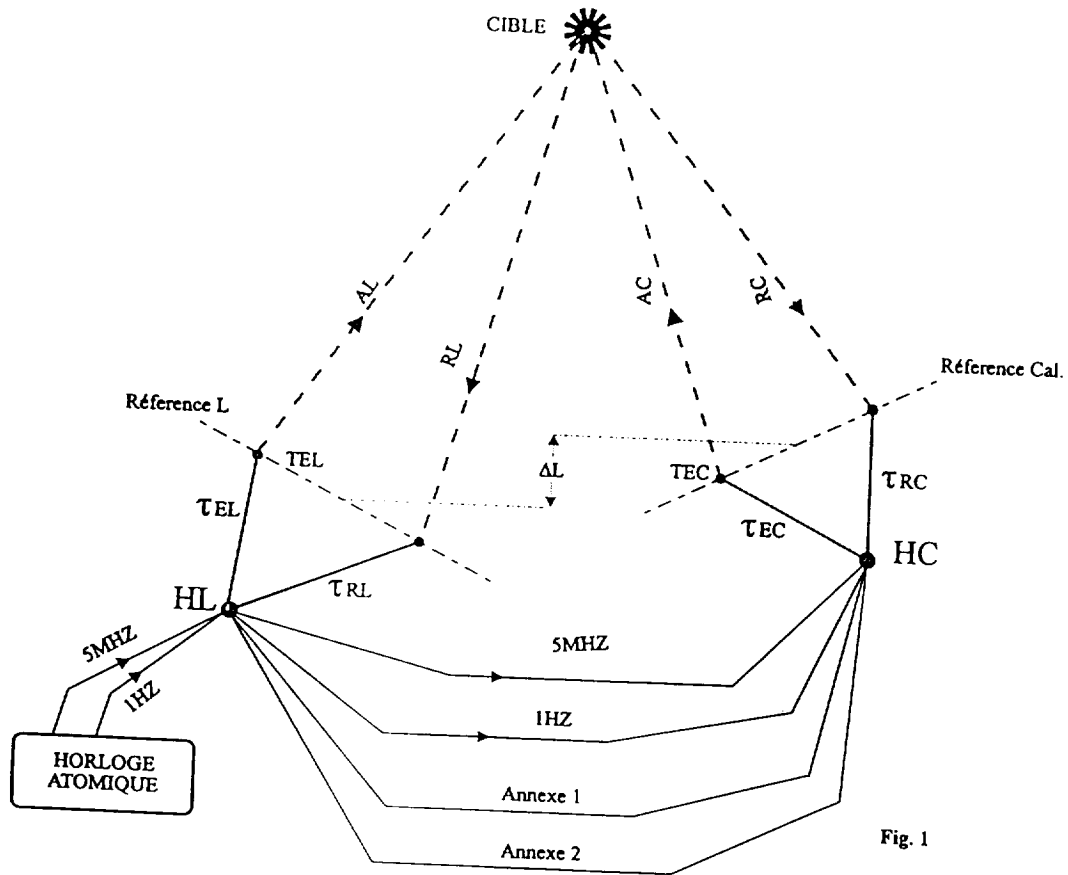 CIBLE
AL
RL
AC
RC
Réference L
Réference Cal.
TEL
ΔL
TEC
τEL
τRC
τEC
HC
τRL
HL
5MHZ
1HZ
5MHZ
1HZ
HORLOGE
ATOMIQUE
Annexe 1
Annexe 2
Fig. 1